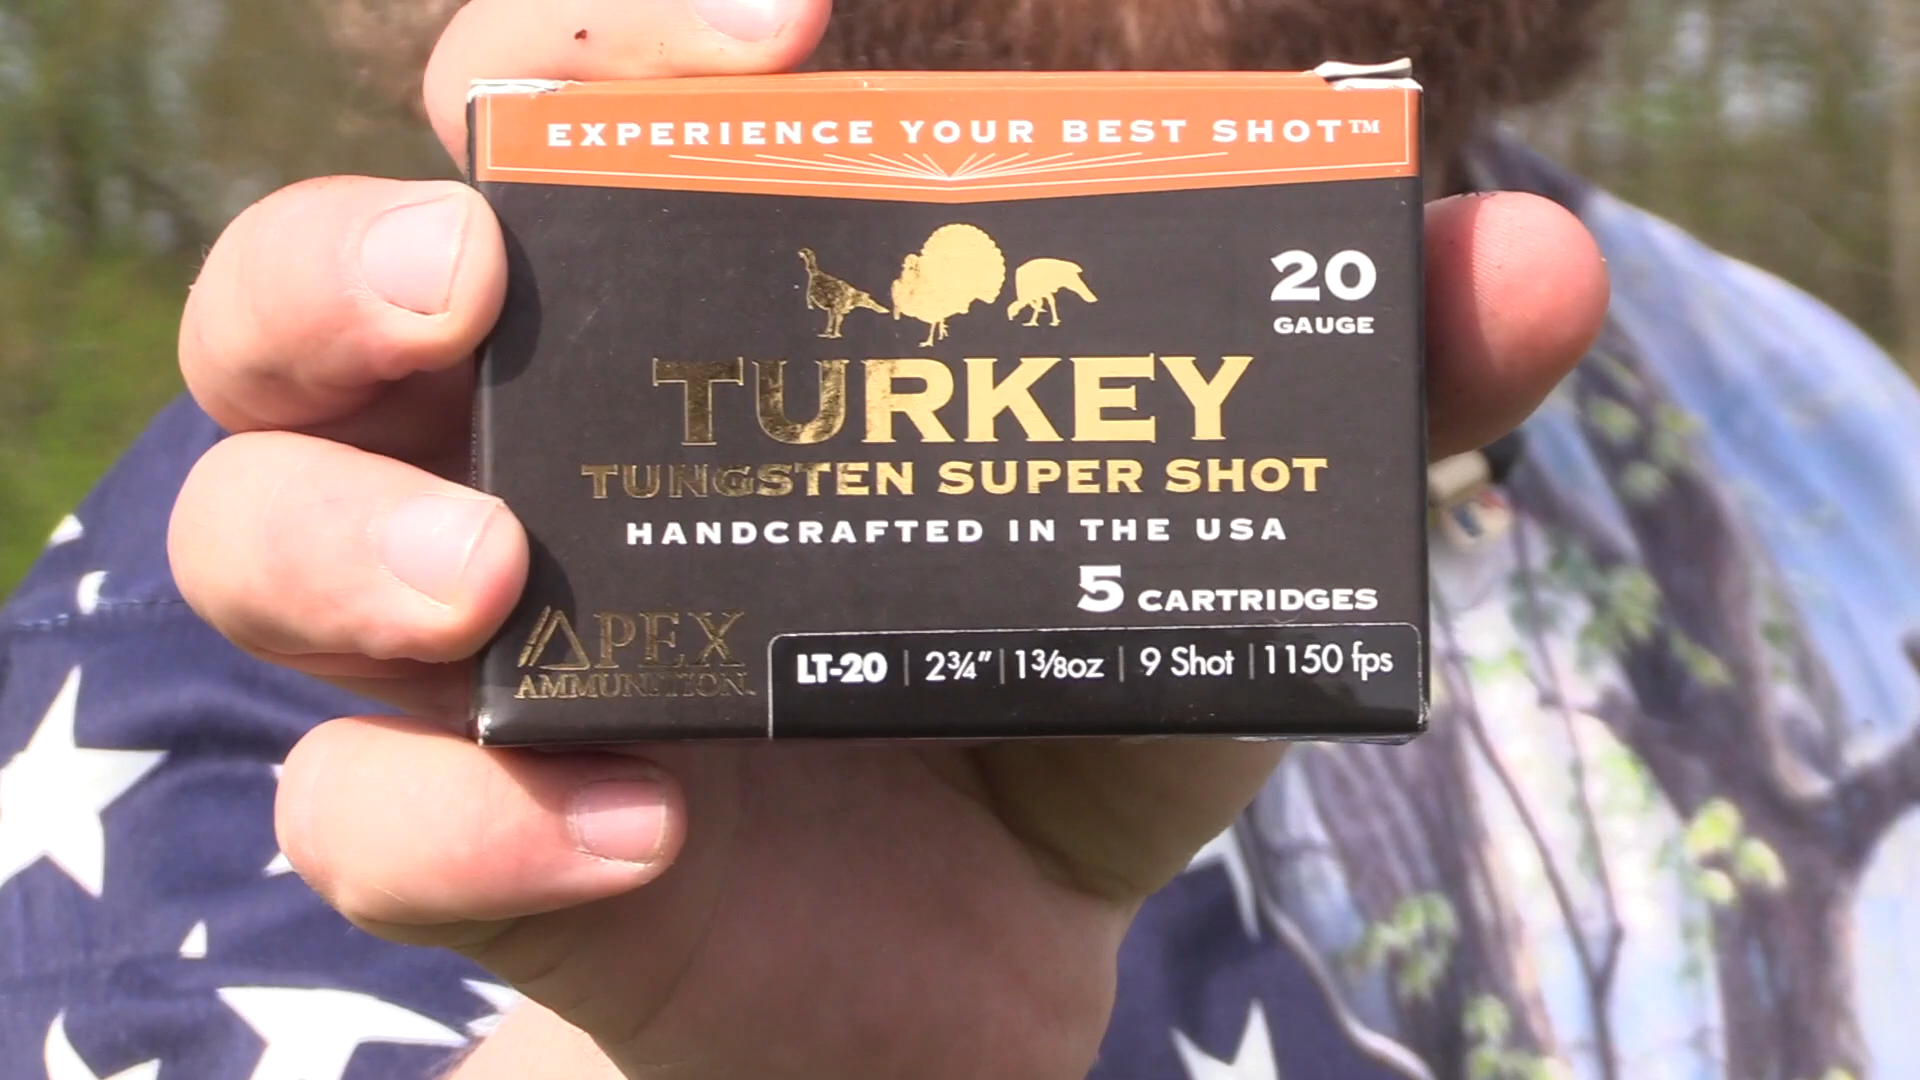 EXPERIENCE YOUR BEST SHOT™
20
GAUGE
TURKEY
TUNGSTEN SUPER SHOT
HANDCRAFTED IN THE USA
5 CARTRIDGES
APEX
AMMUNITION
LT-20 | 2¾" | 1⅜oz | 9 Shot | 1150 fps